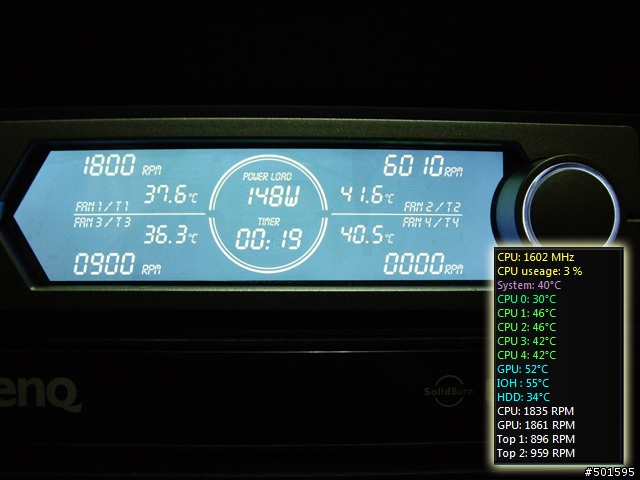 1800 RPM
6010 RPM
POWER LOAD
37.6°C
148W
41.6°C
FAN 1/T1
FAN 2/T2
FAN 3/T3
TIMER
FAN 4/T4
36.3°C
00:19
40.5°C
0900 RPM
0000 RPM
CPU: 1602 MHz
CPU useage: 3 %
System: 40°C
CPU 0: 30°C
CPU 1: 46°C
CPU 2: 46°C
CPU 3: 42°C
CPU 4: 42°C
GPU: 52°C
IOH : 55°C
HDD: 34°C
CPU: 1835 RPM
GPU: 1861 RPM
Top 1: 896 RPM
Top 2: 959 RPM
enQ
SolidBurn
#501595